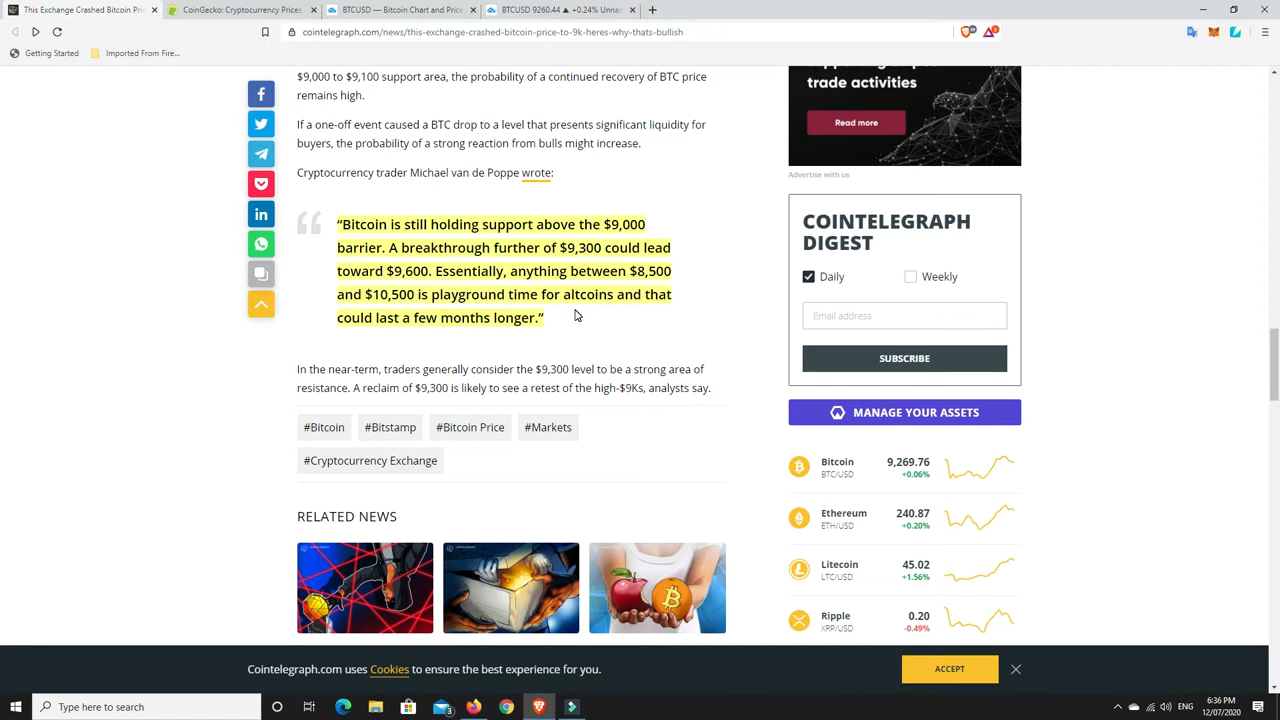 This Exchange Crashed Bitcoin Pri
CoinGecko: Cryptocurrency Prices
Bitcoin and Altcoin Chart Prices
BTCUSD 9260.44 ▲ +0.24% Unna
cointelegraph.com/news/this-exchange-crashed-bitcoin-price-to-9k-heres-why-thats-bullish
Getting Started
Imported From Fire...
$9,000 to $9,100 support area, the probability of a continued recovery of BTC price
remains high.
If a one-off event caused a BTC drop to a level that presents significant liquidity for
buyers, the probability of a strong reaction from bulls might increase.
Cryptocurrency trader Michael van de Poppe wrote:
“Bitcoin is still holding support above the $9,000
barrier. A breakthrough further of $9,300 could lead
toward $9,600. Essentially, anything between $8,500
and $10,500 is playground time for altcoins and that
could last a few months longer.”
In the near-term, traders generally consider the $9,300 level to be a strong area of
resistance. A reclaim of $9,300 is likely to see a retest of the high-$9Ks, analysts say.
#Bitcoin
#Bitstamp
#Bitcoin Price
#Markets
#Cryptocurrency Exchange
RELATED NEWS
trade activities
Read more
Advertise with us
COINTELEGRAPH
DIGEST
Daily
Weekly
Email address
SUBSCRIBE
MANAGE YOUR ASSETS
Bitcoin 9,269.76
BTC/USD +0.06%
Ethereum 240.87
ETH/USD +0.20%
Litecoin 45.02
LTC/USD +1.56%
Ripple 0.20
XRP/USD -0.49%
Cointelegraph.com uses Cookies to ensure the best experience for you.
ACCEPT
Type here to search
ENG
6:36 PM
12/07/2020